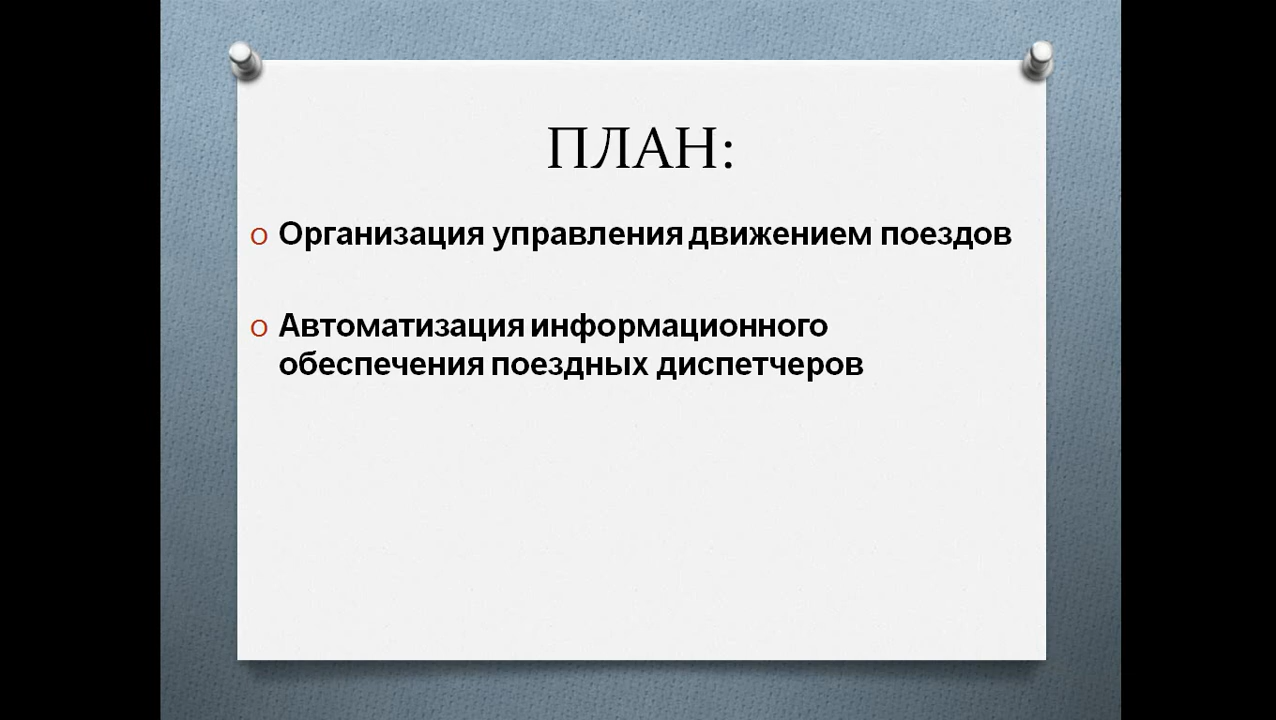 ПЛАН:
Организация управления движением поездов
Автоматизация информационного
обеспечения поездных диспетчеров